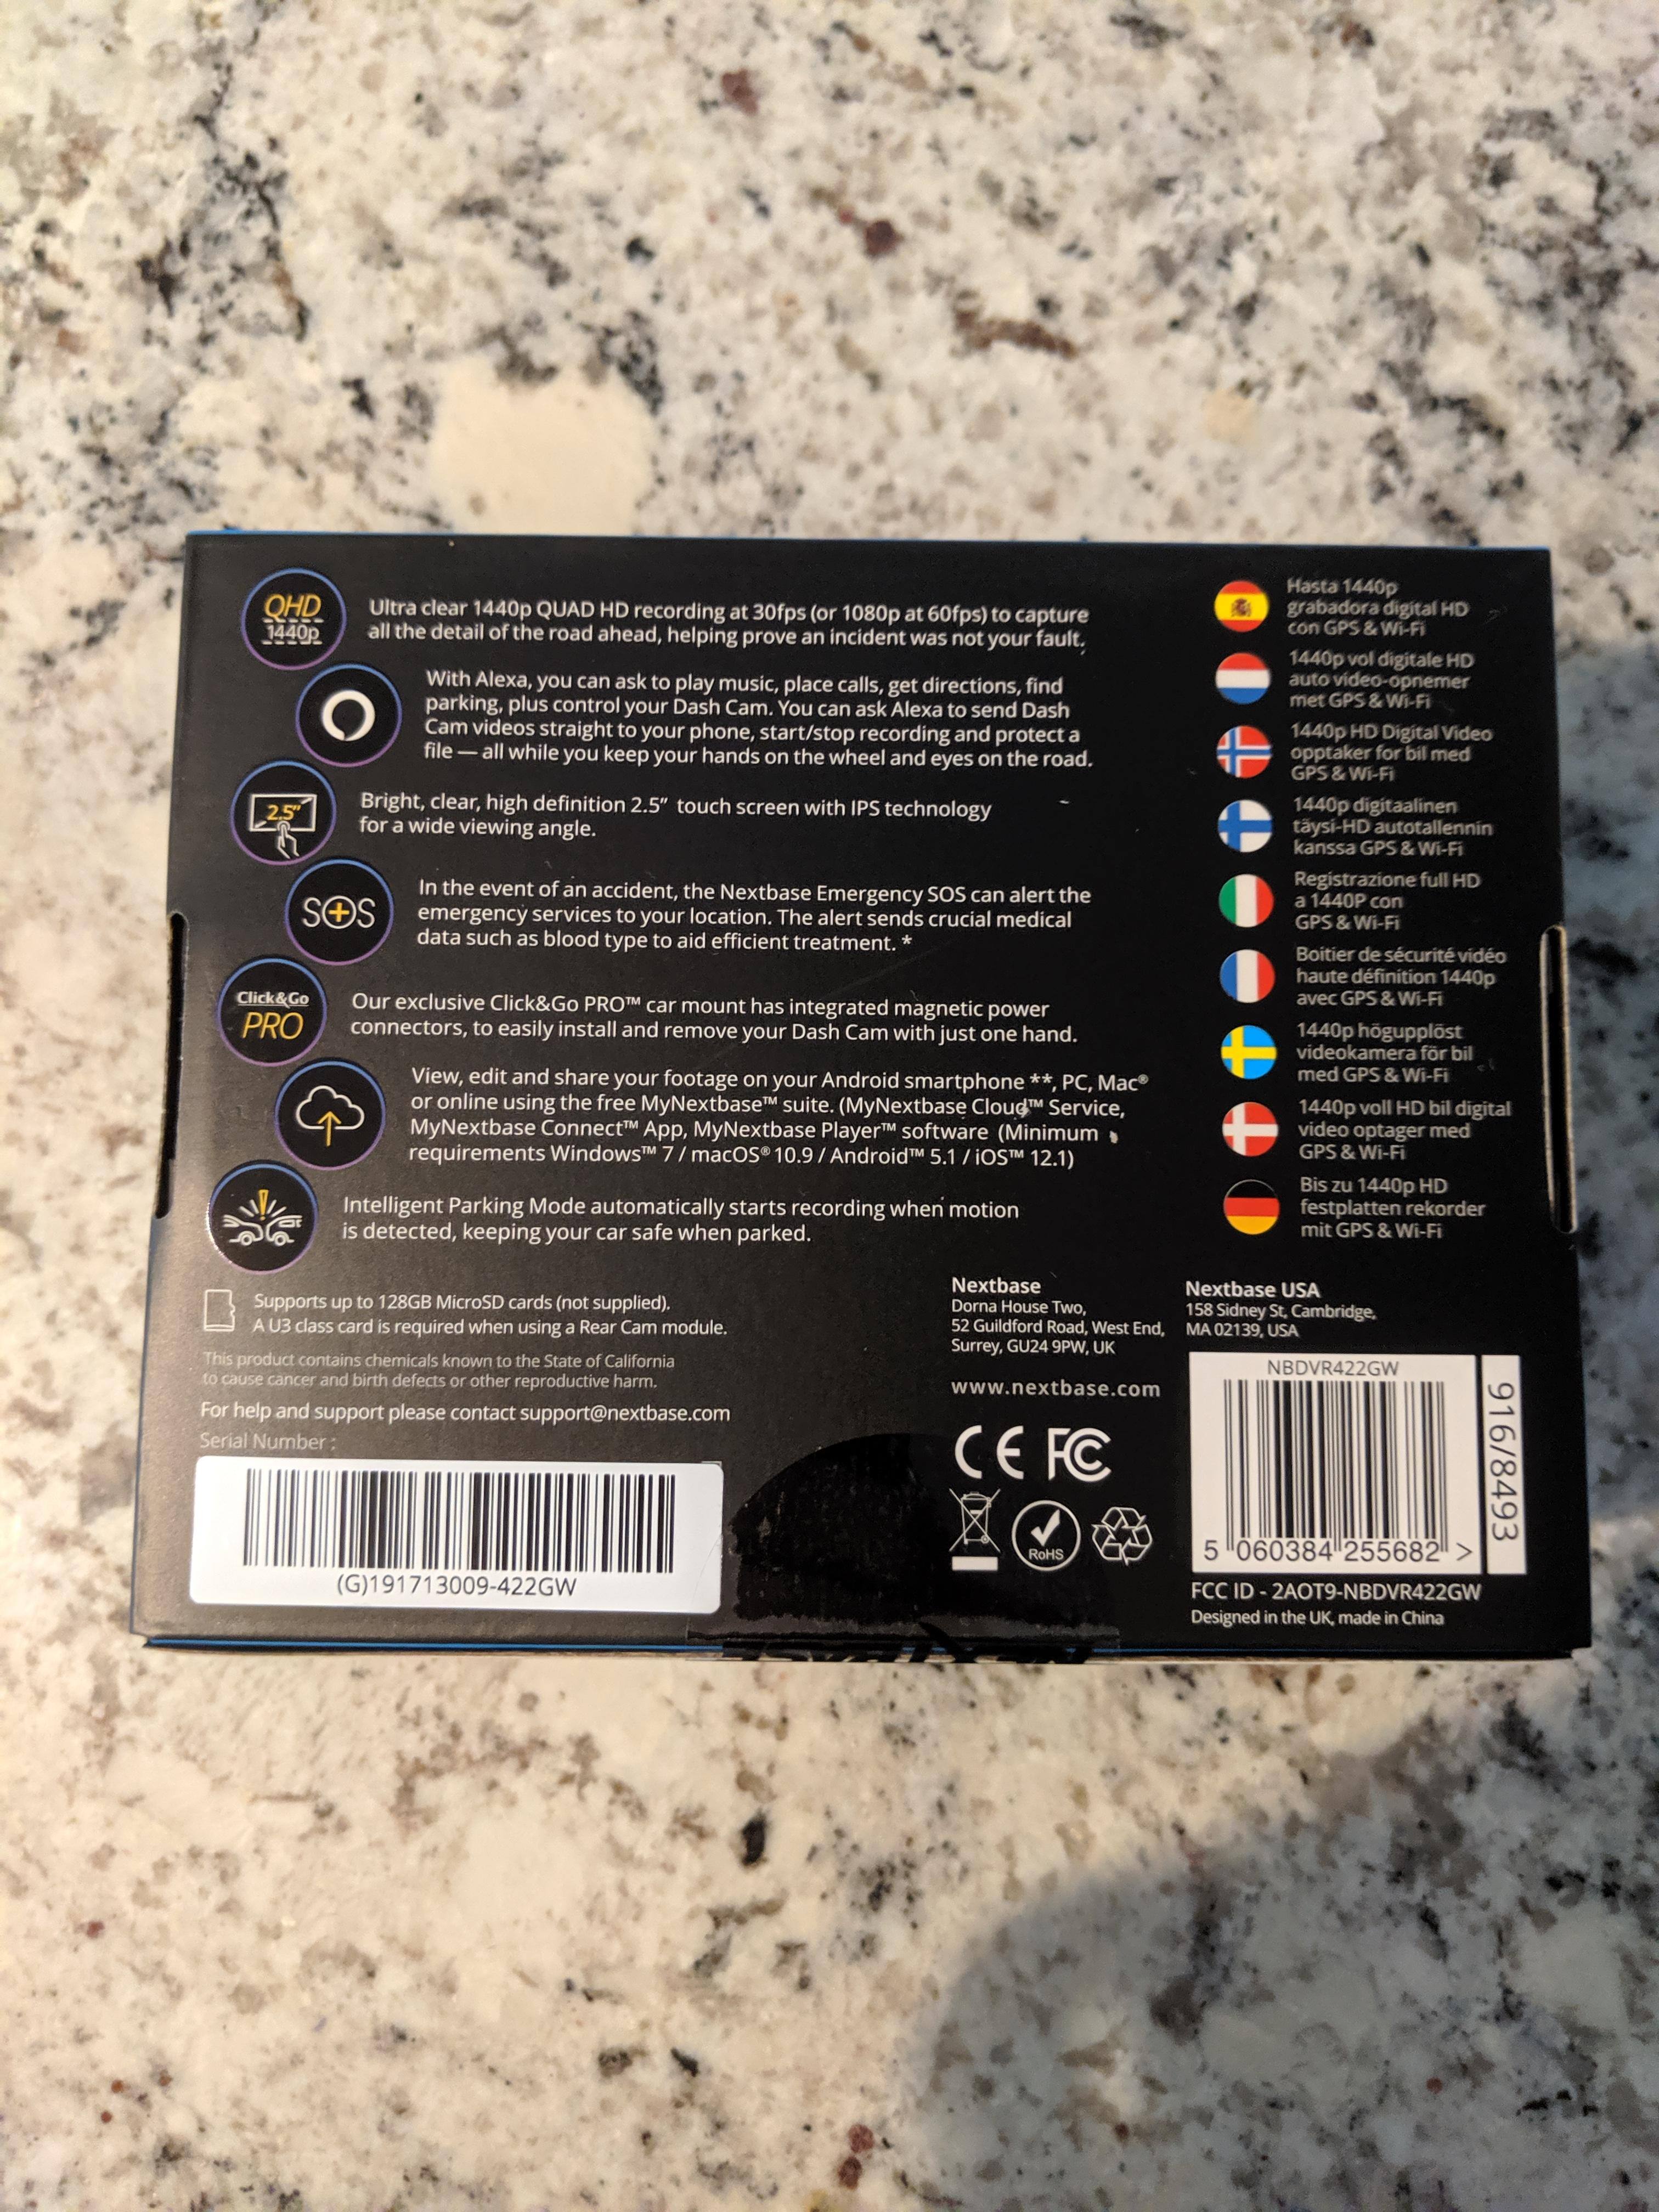 QHD
1440p
Ultra clear 1440p QUAD HD recording at 30fps (or 1080p at 60fps) to capture
all the detail of the road ahead, helping prove an incident was not your fault.
With Alexa, you can ask to play music, place calls, get directions, find
parking, plus control your Dash Cam. You can ask Alexa to send Dash
Cam videos straight to your phone, start/stop recording and protect a
file — all while you keep your hands on the wheel and eyes on the road.
2.5"
Bright, clear, high definition 2.5" touch screen with IPS technology
for a wide viewing angle.
SOS
In the event of an accident, the Nextbase Emergency SOS can alert the
emergency services to your location. The alert sends crucial medical
data such as blood type to aid efficient treatment. *
Click&Go
PRO
Our exclusive Click&Go PRO™ car mount has integrated magnetic power
connectors, to easily install and remove your Dash Cam with just one hand.
View, edit and share your footage on your Android smartphone **, PC, Mac®
or online using the free MyNextbase™ suite. (MyNextbase Cloud™ Service,
MyNextbase Connect™ App, MyNextbase Player™ software (Minimum
requirements Windows™ 7 / macOS® 10.9 / Android™ 5.1 / iOS™ 12.1)
Intelligent Parking Mode automatically starts recording when motion
is detected, keeping your car safe when parked.
Hasta 1440p
grabadora digital HD
con GPS & Wi-Fi
1440p vol digitale HD
auto video-opnemer
met GPS & Wi-Fi
1440p HD Digital Video
opptaker for bil med
GPS & Wi-Fi
1440p digitaalinen
täysi-HD autotallennin
kanssa GPS & Wi-Fi
Registrazione full HD
a 1440P con
GPS & Wi-Fi
Boitier de sécurité vidéo
haute définition 1440p
avec GPS & Wi-Fi
1440p högupplöst
videokamera för bil
med GPS & Wi-Fi
1440p voll HD bil digital
video optager med
GPS & Wi-Fi
Bis zu 1440p HD
festplatten rekorder
mit GPS & Wi-Fi
Supports up to 128GB MicroSD cards (not supplied).
A U3 class card is required when using a Rear Cam module.
This product contains chemicals known to the State of California
to cause cancer and birth defects or other reproductive harm.
For help and support please contact support@nextbase.com
Serial Number :
(G)191713009-422GW
Nextbase
Dorna House Two,
52 Guildford Road, West End,
Surrey, GU24 9PW, UK
www.nextbase.com
CE FC
RoHS
Nextbase USA
158 Sidney St, Cambridge,
MA 02139, USA
NBDVR422GW
5 060384 255682 >
916/8493
FCC ID - 2AOT9-NBDVR422GW
Designed in the UK, made in China